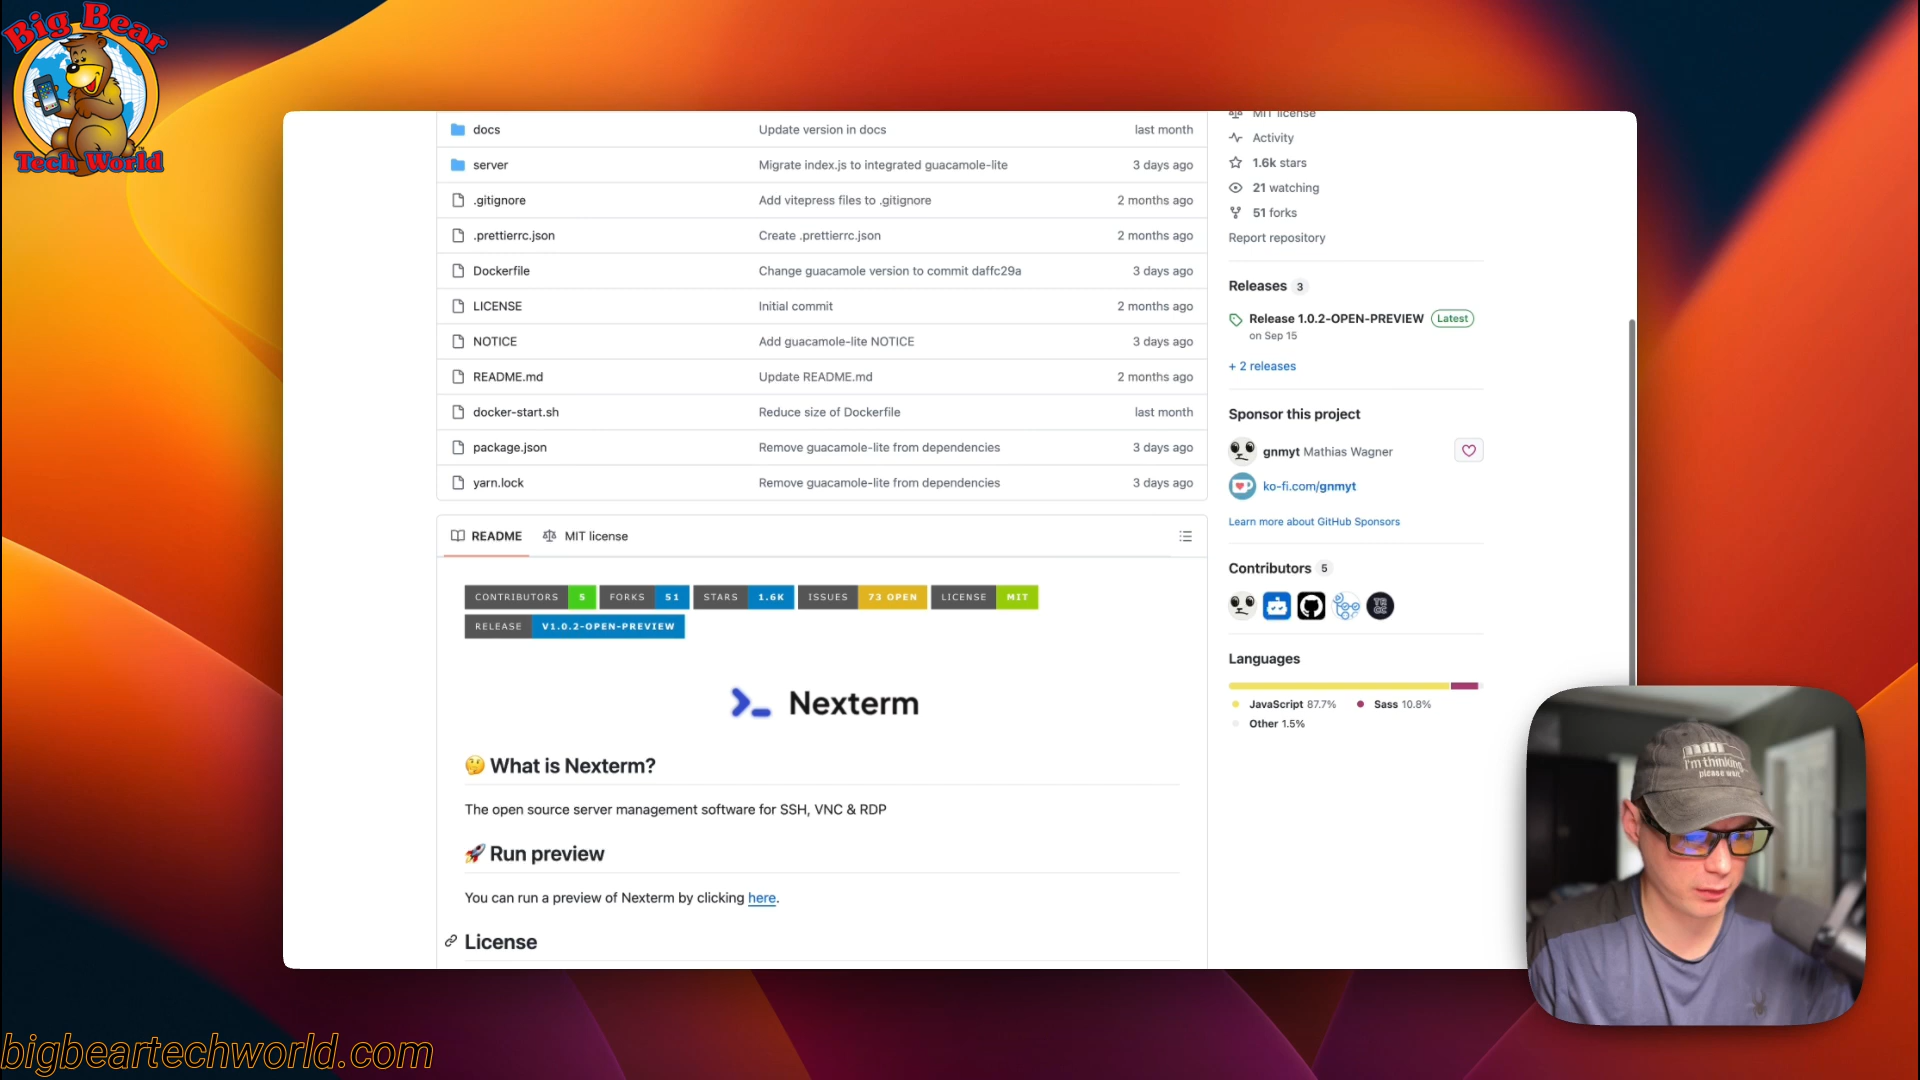 Big Bear
Tech World
docs Update version in docs last month
server Migrate index.js to integrated guacamole-lite 3 days ago
.gitignore Add vitepress files to .gitignore 2 months ago
.prettierrc.json Create .prettierrc.json 2 months ago
Dockerfile Change guacamole version to commit daffc29a 3 days ago
LICENSE Initial commit 2 months ago
NOTICE Add guacamole-lite NOTICE 3 days ago
README.md Update README.md 2 months ago
docker-start.sh Reduce size of Dockerfile last month
package.json Remove guacamole-lite from dependencies 3 days ago
yarn.lock Remove guacamole-lite from dependencies 3 days ago
README MIT license
CONTRIBUTORS 5 FORKS 51 STARS 1.6K ISSUES 73 OPEN LICENSE MIT
RELEASE V1.0.2-OPEN-PREVIEW
Nexterm
What is Nexterm?
The open source server management software for SSH, VNC & RDP
Run preview
You can run a preview of Nexterm by clicking here.
License
MIT license
Activity
1.6k stars
21 watching
51 forks
Report repository
Releases 3
Release 1.0.2-OPEN-PREVIEW Latest
on Sep 15
+ 2 releases
Sponsor this project
gnmyt Mathias Wagner
ko-fi.com/gnmyt
Learn more about GitHub Sponsors
Contributors 5
Languages
JavaScript 87.7% Sass 10.8%
Other 1.5%
I'm thinking
please wait
bigbeartechworld.com